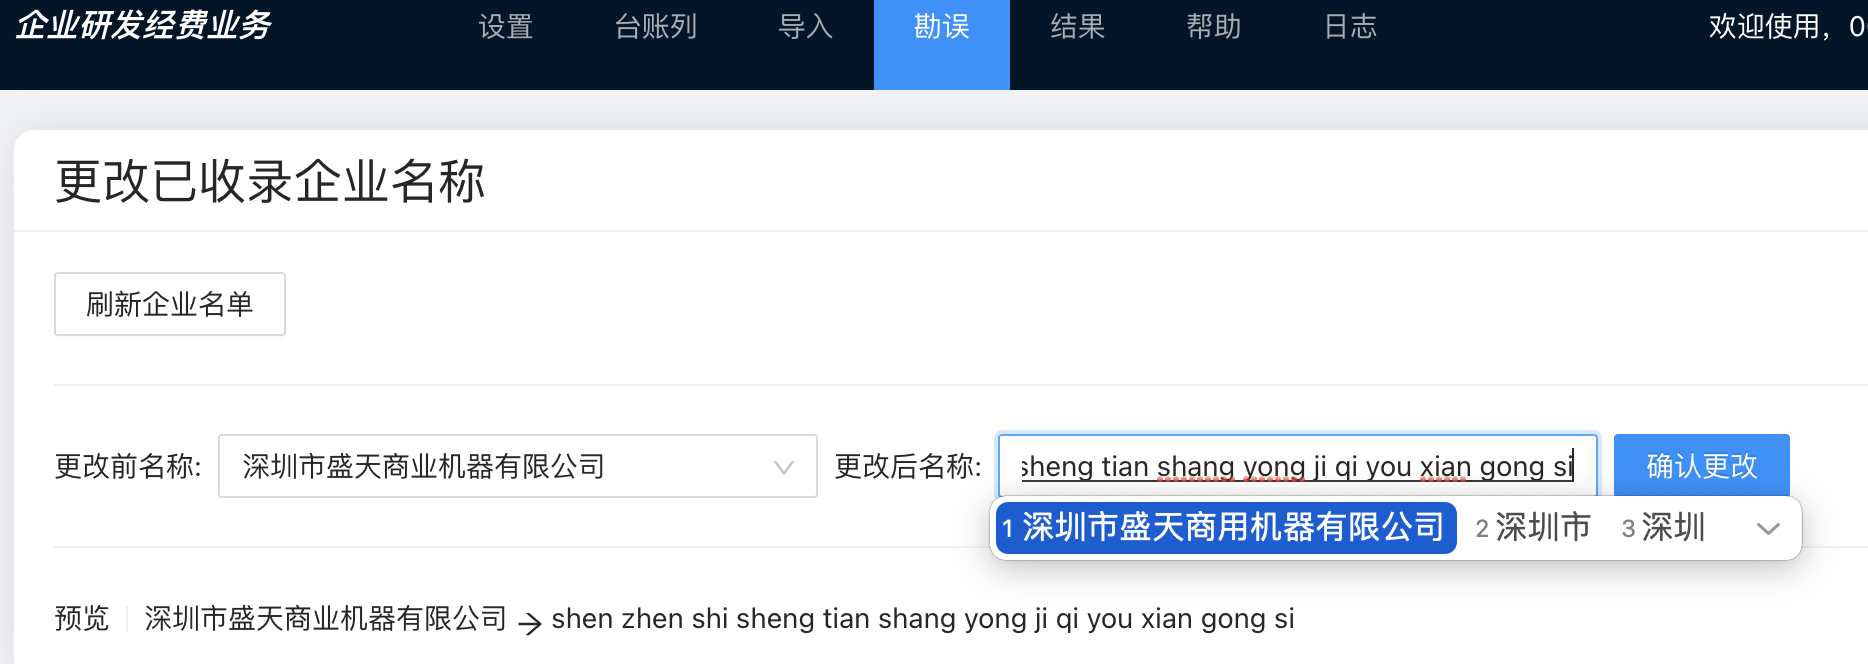 企业研发经费业务 设置 台账列 导入 勘误 结果 帮助 日志 欢迎使用，0
更改已收录企业名称
刷新企业名单
更改前名称: 深圳市盛天商业机器有限公司 更改后名称: sheng tian shang yong ji qi you xian gong si 确认更改
1 深圳市盛天商用机器有限公司 2 深圳市 3 深圳
预览 深圳市盛天商业机器有限公司 → shen zhen shi sheng tian shang yong ji qi you xian gong si